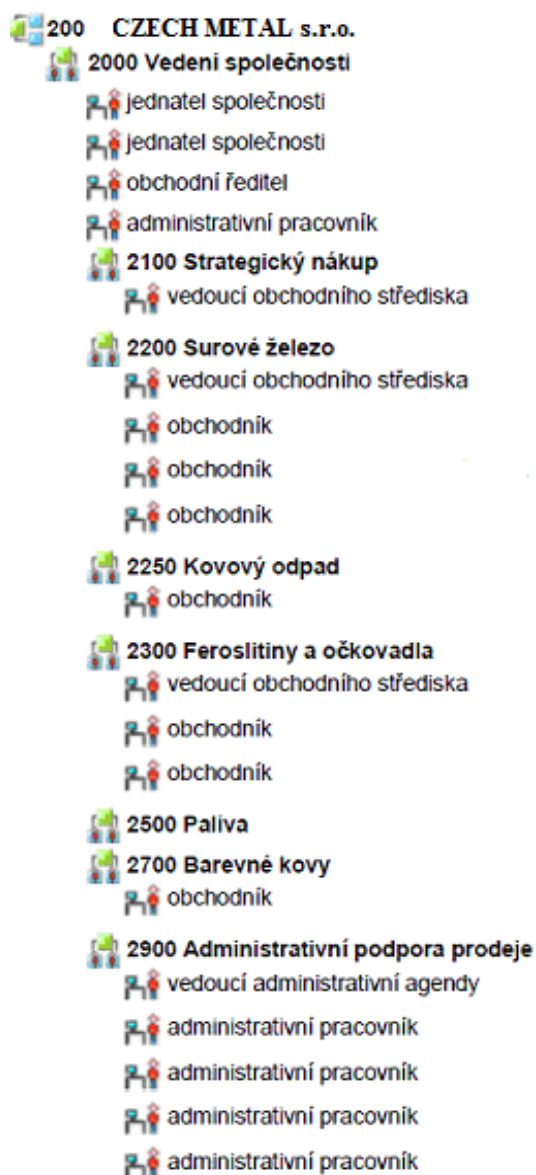 200 CZECH METAL s.r.o.
2000 Vedení společnosti
jednatel společnosti
jednatel společnosti
obchodní ředitel
administrativní pracovník
2100 Strategický nákup
vedoucí obchodního střediska
2200 Surové železo
vedoucí obchodního střediska
obchodník
obchodník
obchodník
2250 Kovový odpad
obchodník
2300 Feroslitiny a očkovadla
vedoucí obchodního střediska
obchodník
obchodník
2500 Paliva
2700 Barevné kovy
obchodník
2900 Administrativní podpora prodeje
vedoucí administrativní agendy
administrativní pracovník
administrativní pracovník
administrativní pracovník
administrativní pracovník